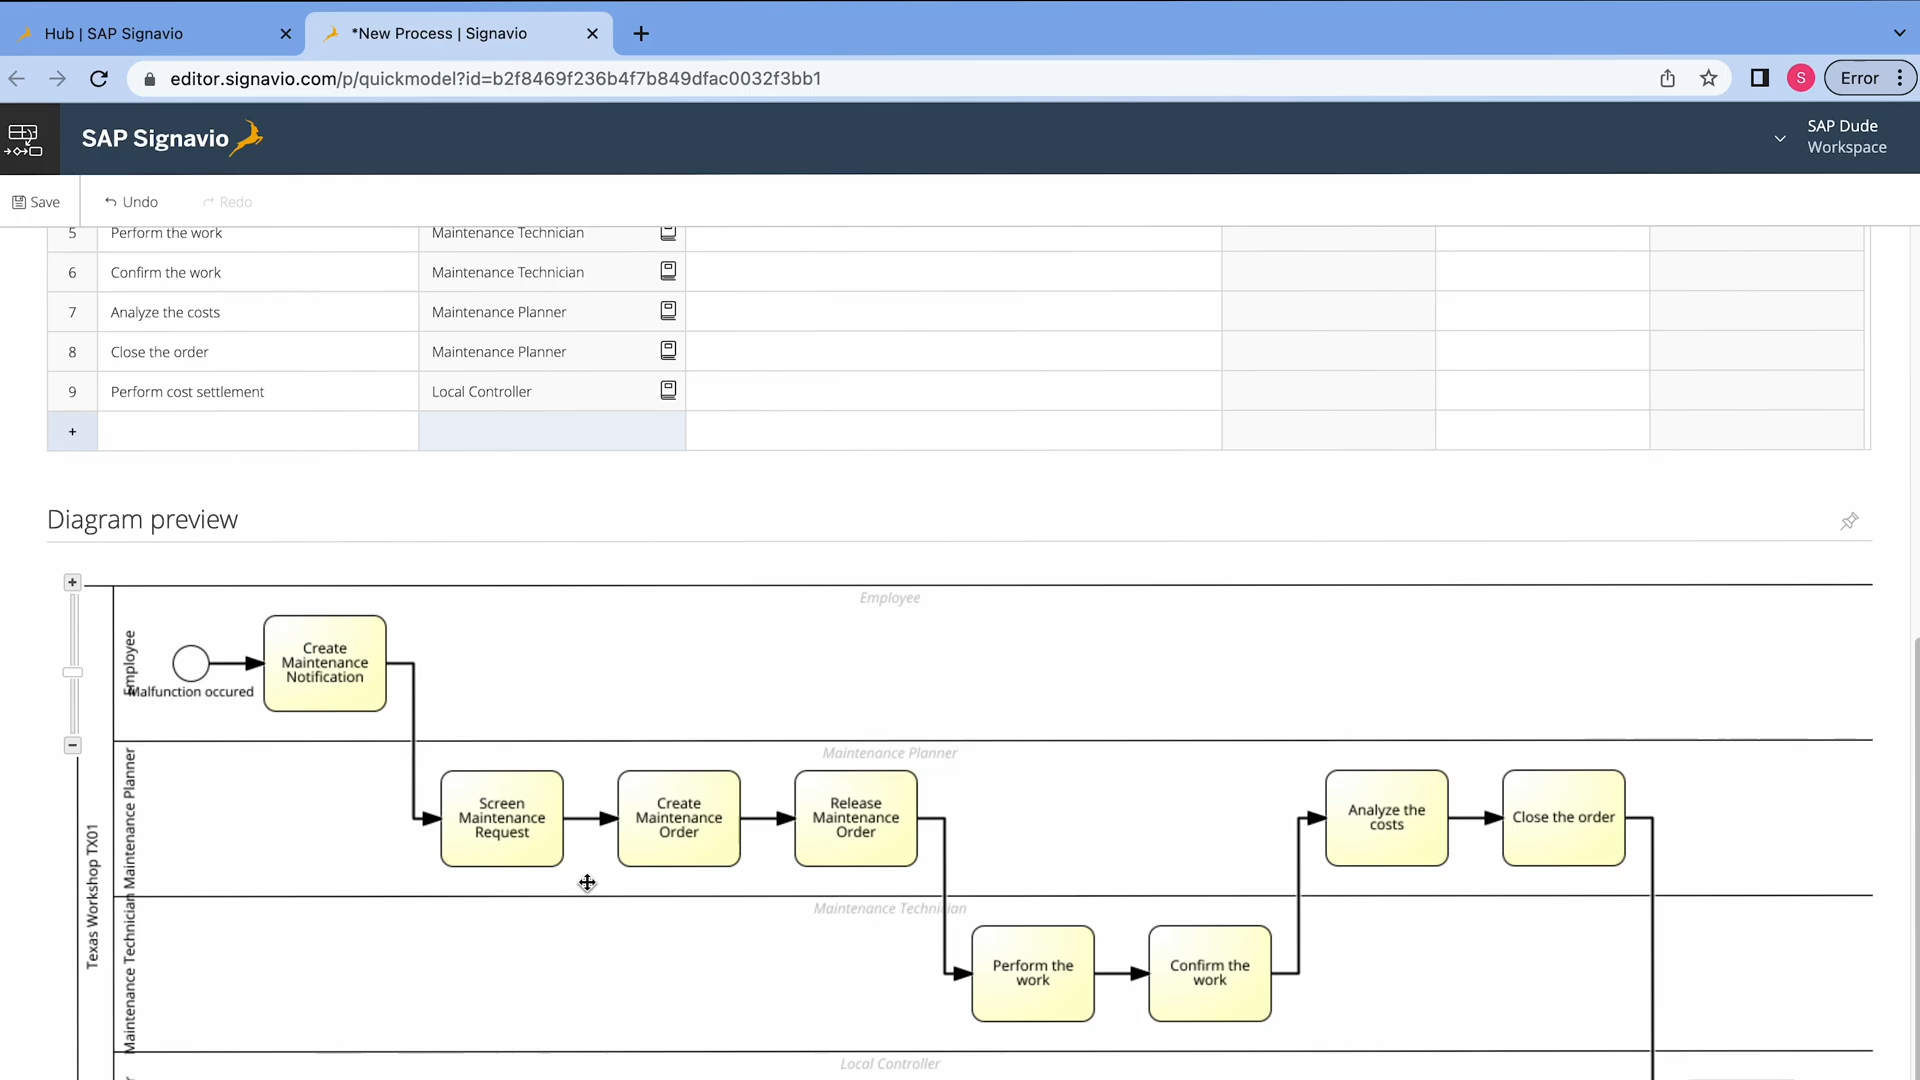 Hub | SAP Signavio
*New Process | Signavio
editor.signavio.com/p/quickmodel?id=b2f8469f236b4f7b849dfac0032f3bb1
S
Error
SAP Signavio
SAP Dude
Workspace
Save
Undo
Redo
5 Perform the work Maintenance Technician
6 Confirm the work Maintenance Technician
7 Analyze the costs Maintenance Planner
8 Close the order Maintenance Planner
9 Perform cost settlement Local Controller
+
Diagram preview
+
−
Texas Workshop TX01
Employee
Employee
Malfunction occured
Create
Maintenance
Notification
Maintenance Planner
Maintenance Planner
Screen
Maintenance
Request
Create
Maintenance
Order
Release
Maintenance
Order
Analyze the
costs
Close the order
Maintenance Technician
Maintenance Technician
Perform the
work
Confirm the
work
Local Controller